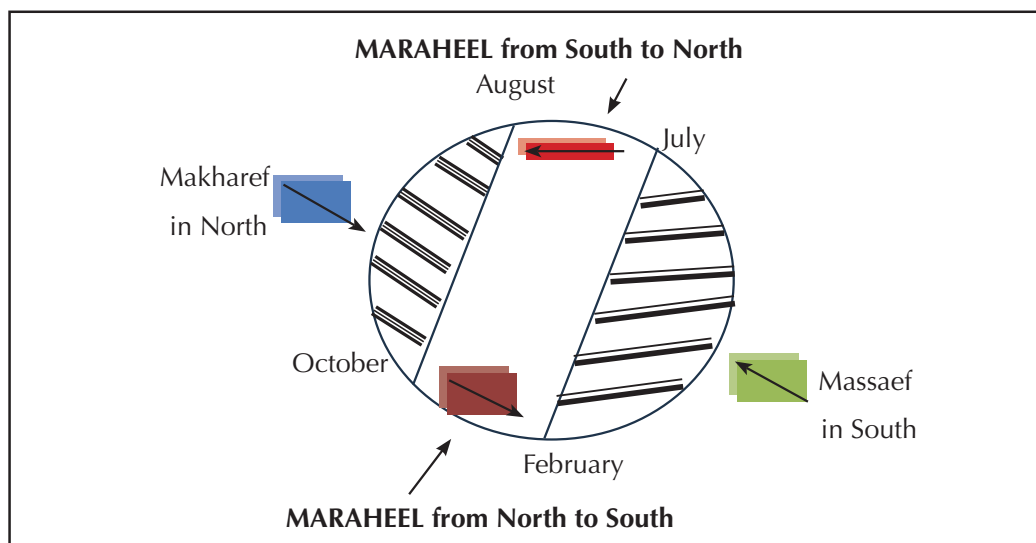 MARAHEEL from South to North
August
July
Makharef
in North
October
Massaef
in South
February
MARAHEEL from North to South